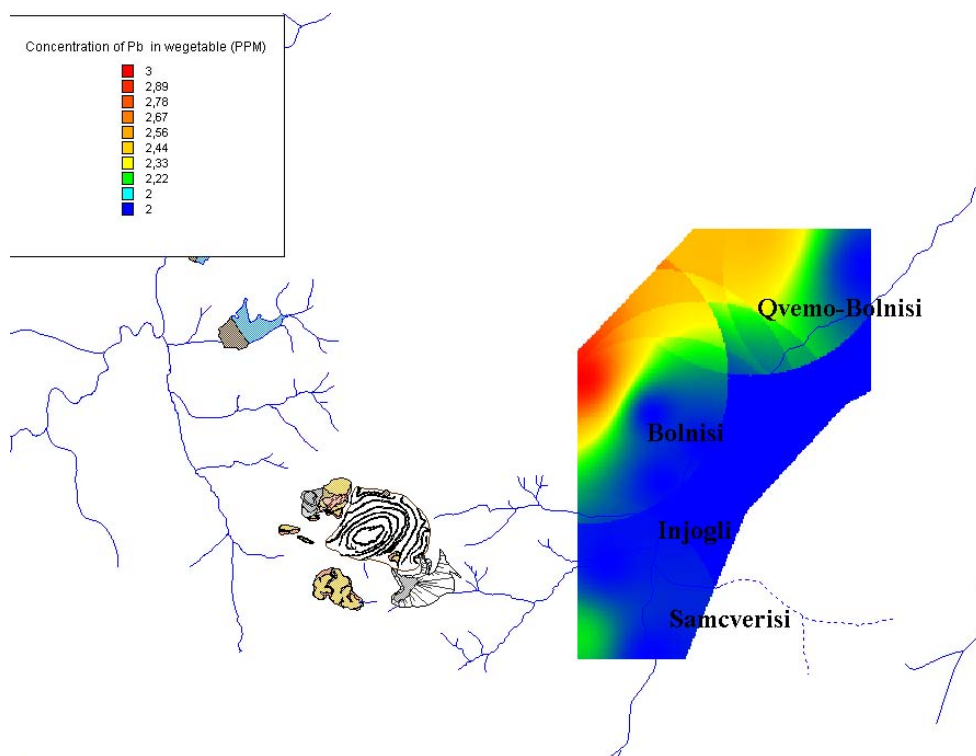 Concentration of Pb in wegetable (PPM)
3
2,89
2,78
2,67
2,56
2,44
2,33
2,22
2
2
Qvemo-Bolnisi
Bolnisi
Injogli
Samcverisi